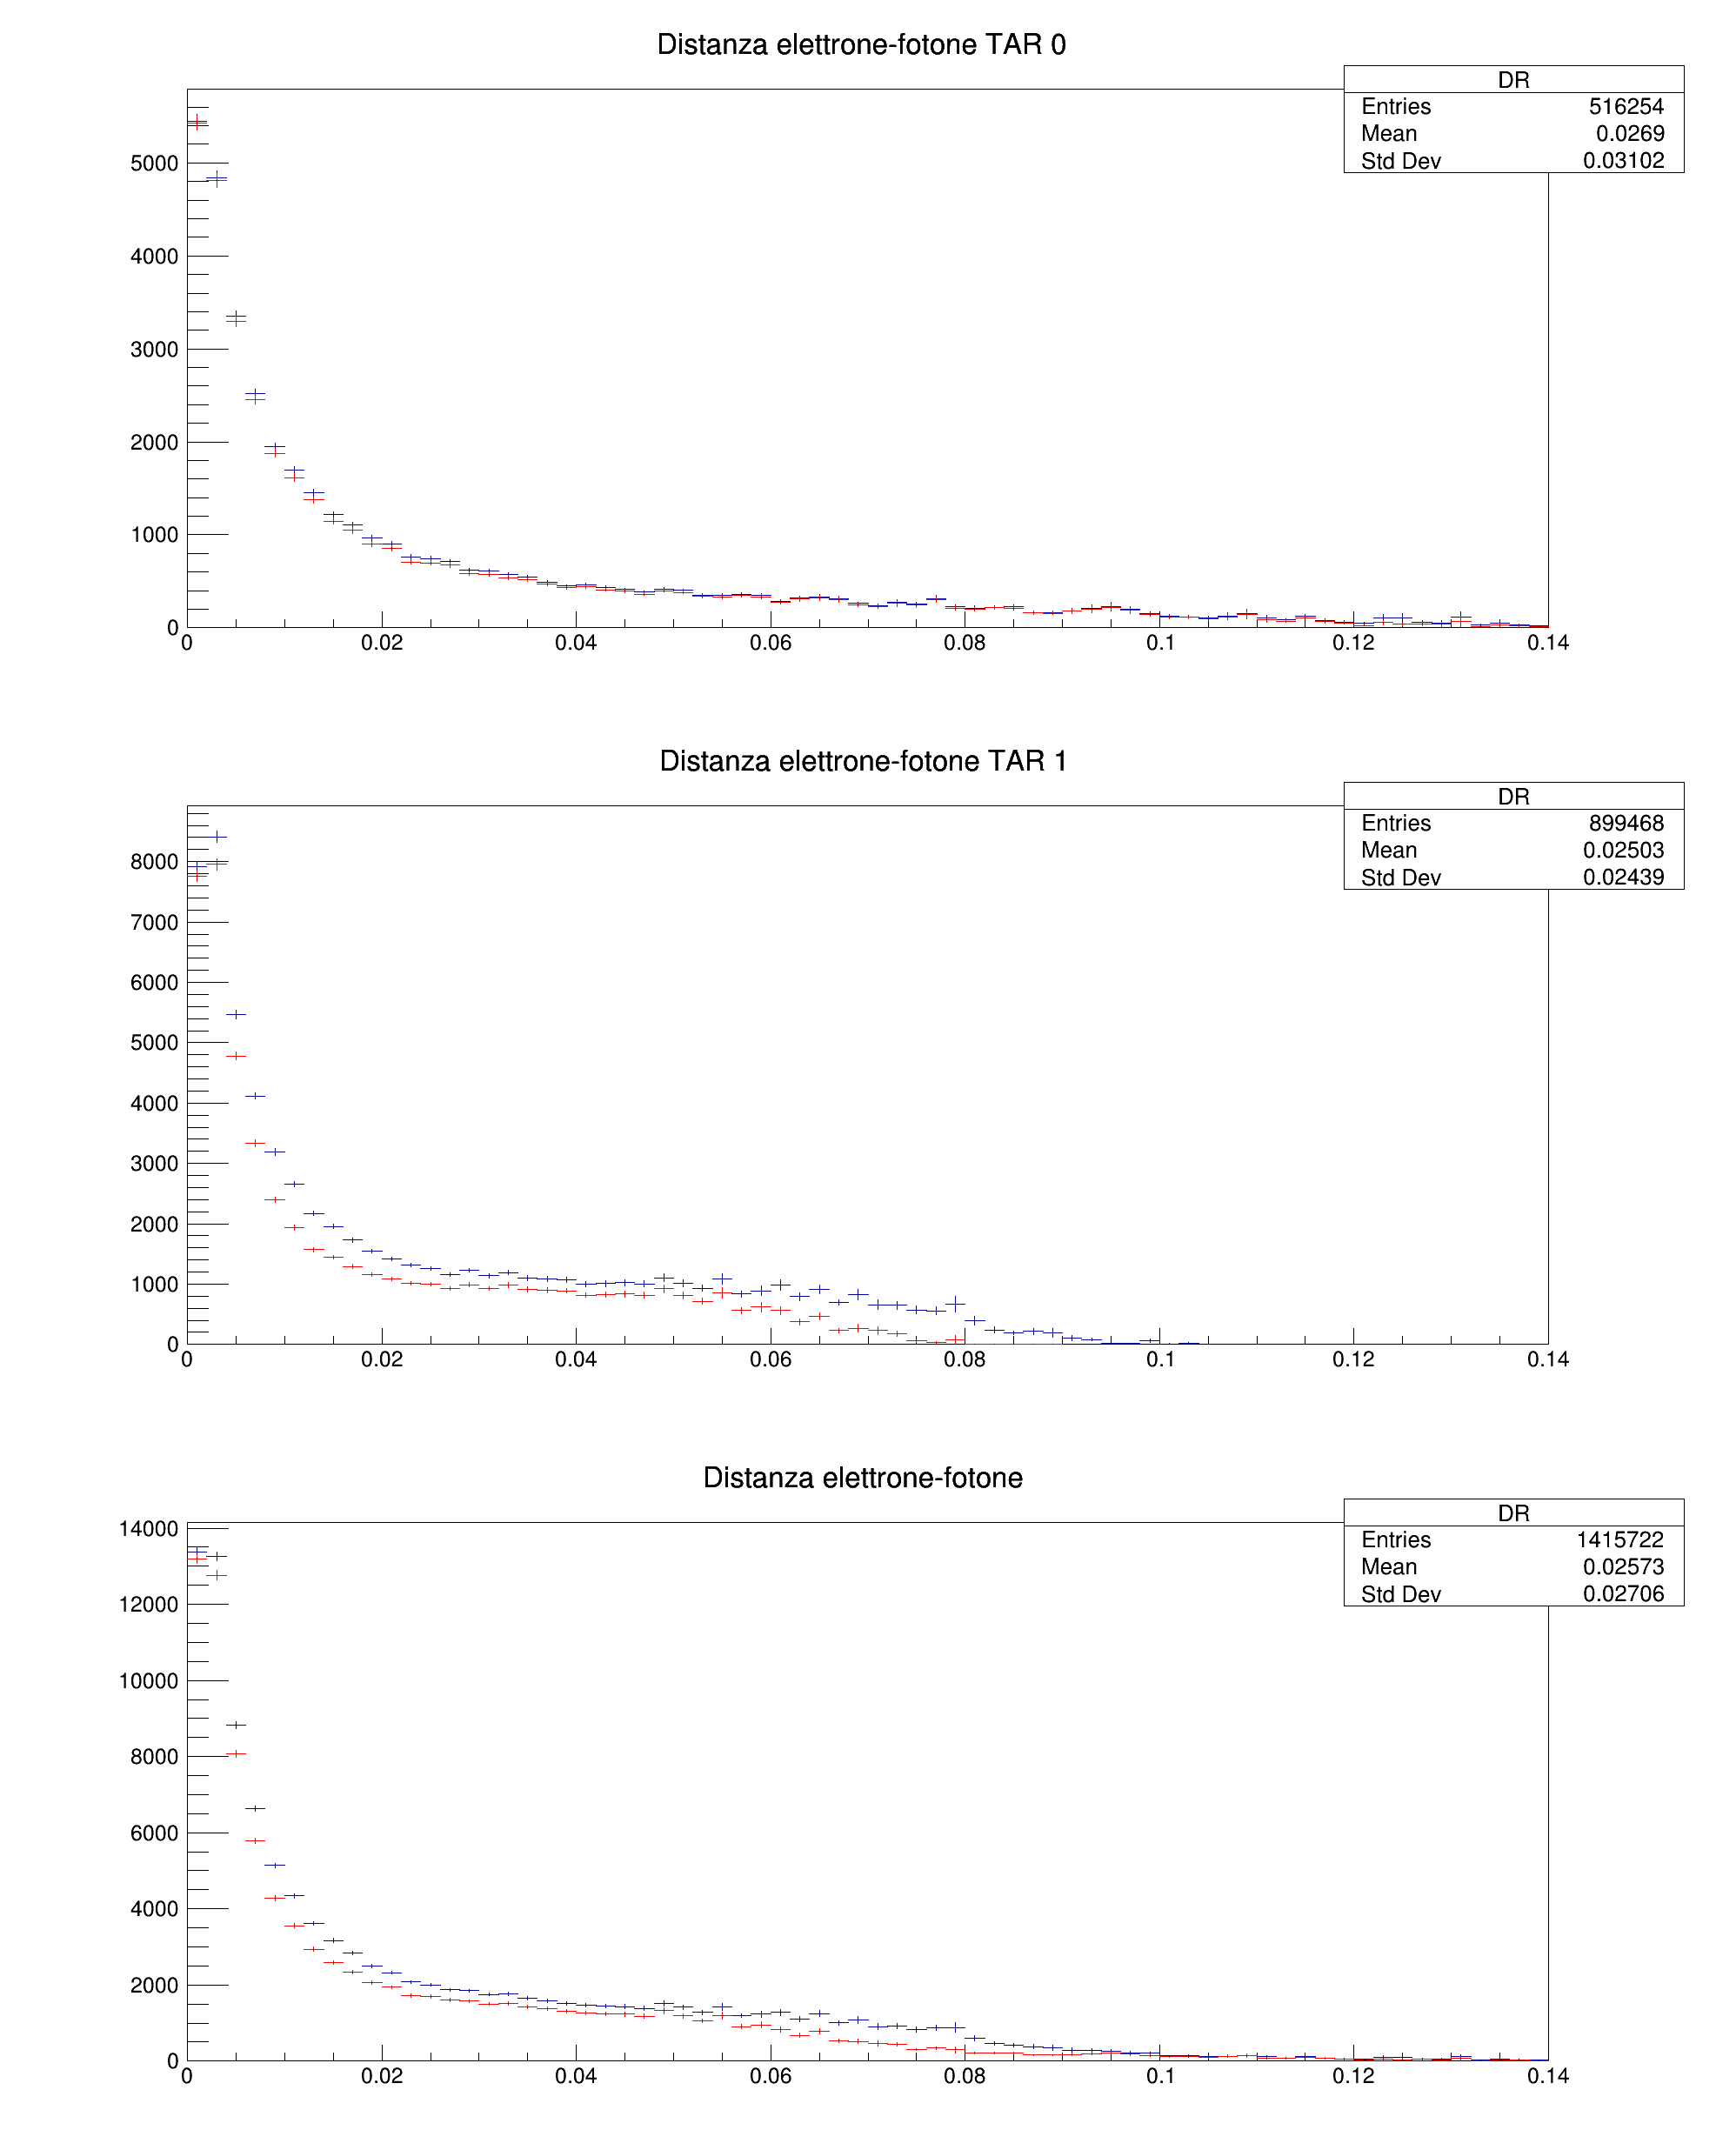 Distanza elettrone-fotone TAR 0
DR
Entries 516254
Mean 0.0269
Std Dev 0.03102
5000
4000
3000
2000
1000
0
0 0.02 0.04 0.06 0.08 0.1 0.12 0.14
Distanza elettrone-fotone TAR 1
DR
Entries 899468
Mean 0.02503
Std Dev 0.02439
8000
7000
6000
5000
4000
3000
2000
1000
0
0 0.02 0.04 0.06 0.08 0.1 0.12 0.14
Distanza elettrone-fotone
DR
Entries 1415722
Mean 0.02573
Std Dev 0.02706
14000
12000
10000
8000
6000
4000
2000
0
0 0.02 0.04 0.06 0.08 0.1 0.12 0.14